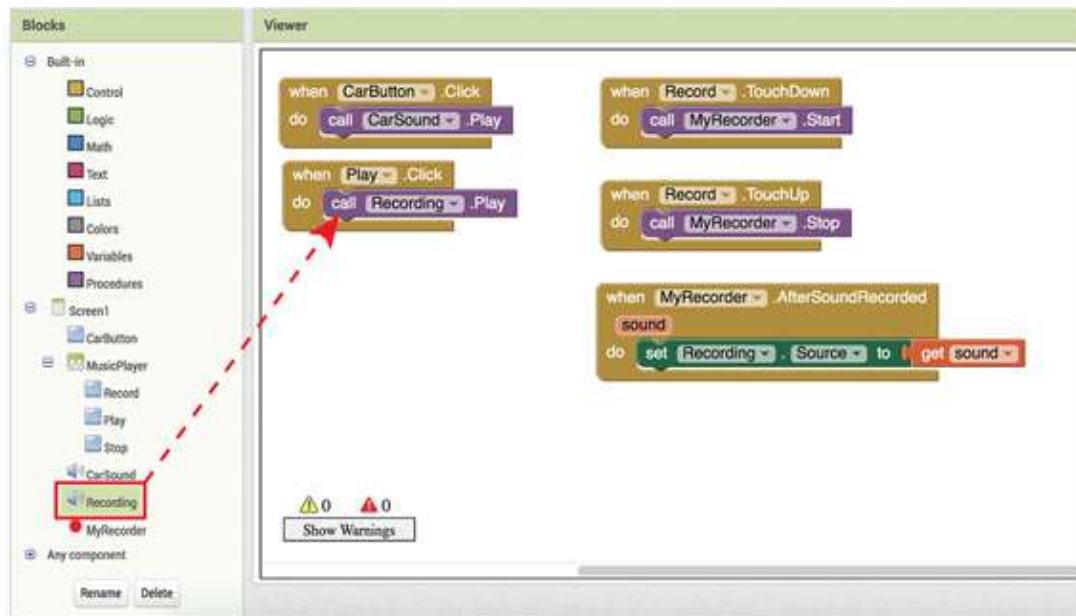 Blocks
Built-in
Control
Logic
Math
Text
Lists
Colors
Variables
Procedures
Screen1
CarButton
MusicPlayer
Record
Play
Stop
CarSound
Recording
MyRecorder
Any component
Rename Delete
Viewer
when CarButton .Click
do call CarSound .Play
when Play .Click
do call Recording .Play
when Record .TouchDown
do call MyRecorder .Start
when Record .TouchUp
do call MyRecorder .Stop
when MyRecorder .AfterSoundRecorded
sound
do set Recording . Source to get sound
0 0
Show Warnings